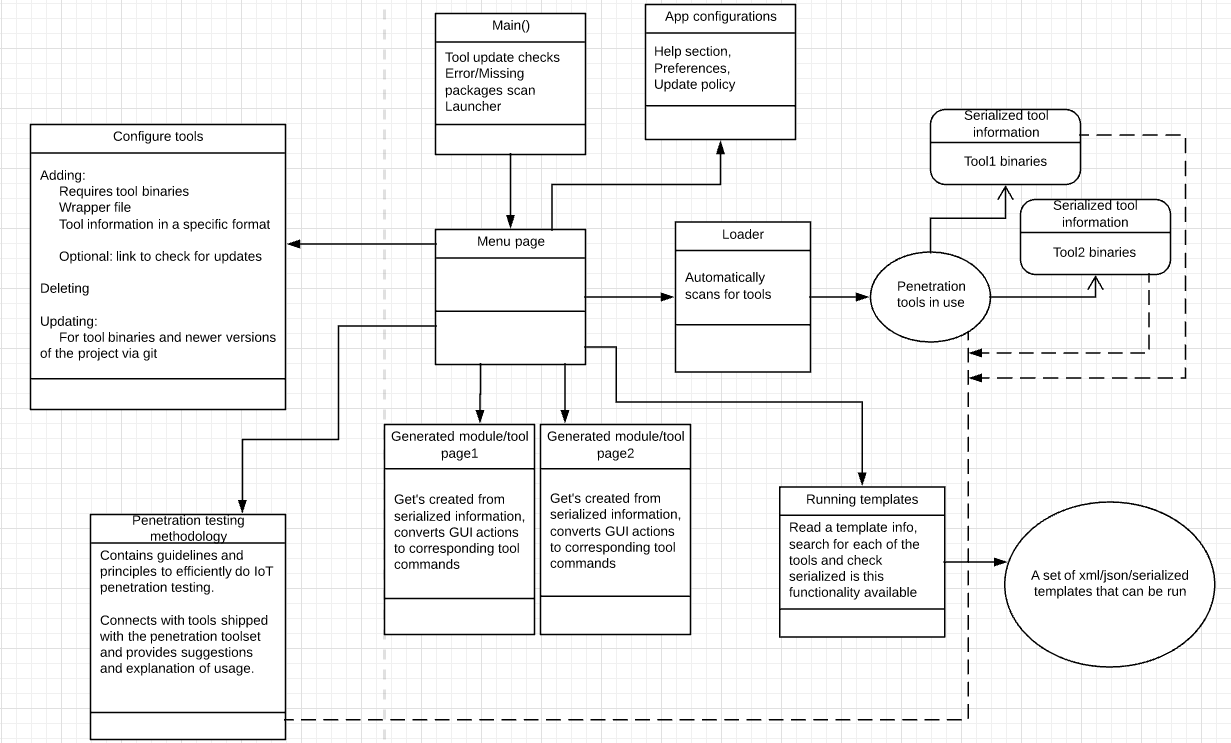 Main()
Tool update checks
Error/Missing
packages scan
Launcher
App configurations
Help section,
Preferences,
Update policy
Configure tools
Adding:
Requires tool binaries
Wrapper file
Tool information in a specific format
Optional: link to check for updates
Deleting
Updating:
For tool binaries and newer versions
of the project via git
Menu page
Loader
Automatically
scans for tools
Penetration
tools in use
Serialized tool
information
Tool1 binaries
Serialized tool
information
Tool2 binaries
Generated module/tool
page1
Get's created from
serialized information,
converts GUI actions
to corresponding tool
commands
Generated module/tool
page2
Get's created from
serialized information,
converts GUI actions
to corresponding tool
commands
Running templates
Read a template info,
search for each of the
tools and check
serialized is this
functionality available
A set of xml/json/serialized
templates that can be run
Penetration testing
methodology
Contains guidelines and
principles to efficiently do IoT
penetration testing.
Connects with tools shipped
with the penetration toolset
and provides suggestions
and explanation of usage.